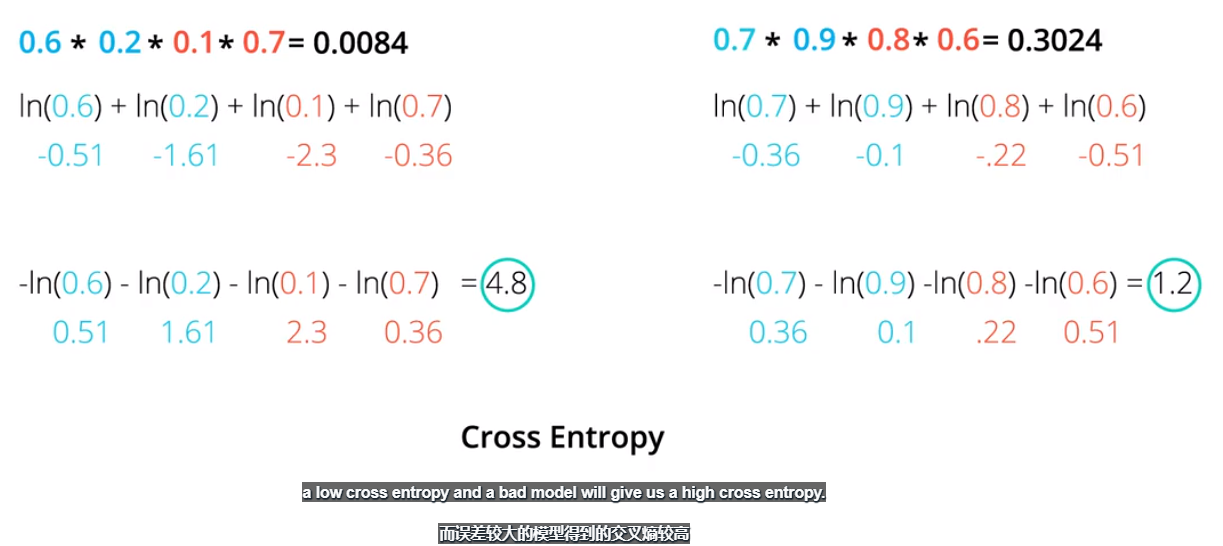 0.6 * 0.2 * 0.1 * 0.7 = 0.0084
ln(0.6) + ln(0.2) + ln(0.1) + ln(0.7)
-0.51 -1.61 -2.3 -0.36
-ln(0.6) - ln(0.2) - ln(0.1) - ln(0.7) = 4.8
0.51 1.61 2.3 0.36
0.7 * 0.9 * 0.8 * 0.6 = 0.3024
ln(0.7) + ln(0.9) + ln(0.8) + ln(0.6)
-0.36 -0.1 -.22 -0.51
-ln(0.7) - ln(0.9) -ln(0.8) -ln(0.6) = 1.2
0.36 0.1 .22 0.51
Cross Entropy
a low cross entropy and a bad model will give us a high cross entropy.
而误差较大的模型得到的交叉熵较高